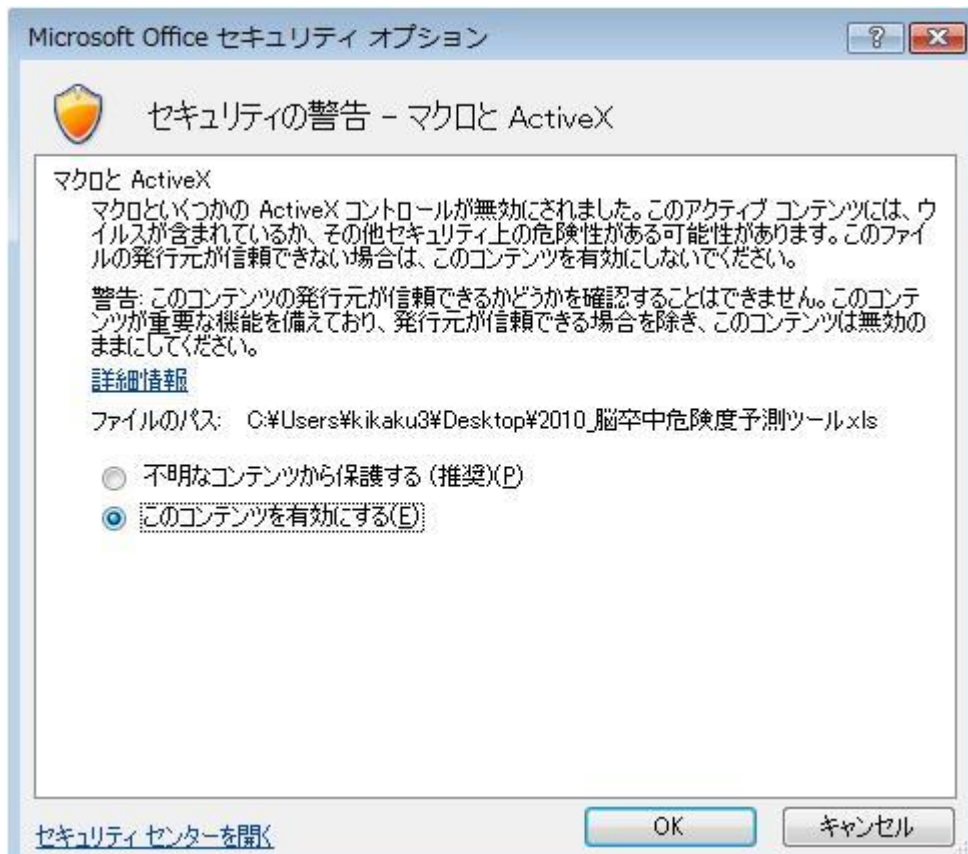 Microsoft Office セキュリティ オプション
セキュリティの警告 - マクロと ActiveX
マクロと ActiveX
マクロといくつかの ActiveX コントロールが無効にされました。このアクティブ コンテンツには、ウ
イルスが含まれているか、その他セキュリティ上の危険性がある可能性があります。このファイ
ルの発行元が信頼できない場合は、このコンテンツを有効にしないでください。
警告: このコンテンツの発行元が信頼できるかどうかを確認することはできません。このコンテ
ンツが重要な機能を備えており、発行元が信頼できる場合を除き、このコンテンツは無効の
ままにしてください。
詳細情報
ファイルのパス: C:¥Users¥kikaku3¥Desktop¥2010_脳卒中危険度予測ツール.xls
不明なコンテンツから保護する (推奨)(P)
このコンテンツを有効にする(E)
セキュリティ センターを開く
OK
キャンセル